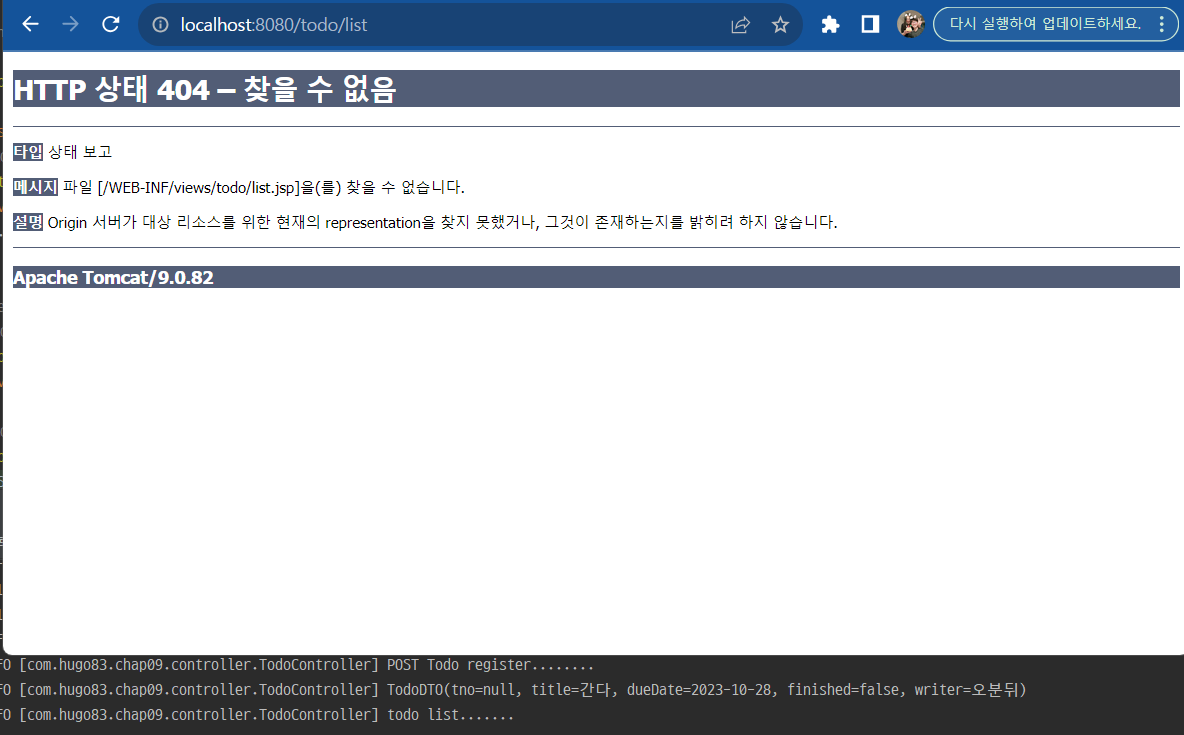 localhost:8080/todo/list
다시 실행하여 업데이트하세요.
HTTP 상태 404 – 찾을 수 없음
타입 상태 보고
메시지 파일 [/WEB-INF/views/todo/list.jsp]을(를) 찾을 수 없습니다.
설명 Origin 서버가 대상 리소스를 위한 현재의 representation을 찾지 못했거나, 그것이 존재하는지를 밝히려 하지 않습니다.
Apache Tomcat/9.0.82
FO [com.hugo83.chap09.controller.TodoController] POST Todo register........
FO [com.hugo83.chap09.controller.TodoController] TodoDTO(tno=null, title=간다, dueDate=2023-10-28, finished=false, writer=오분뒤)
FO [com.hugo83.chap09.controller.TodoController] todo list.......